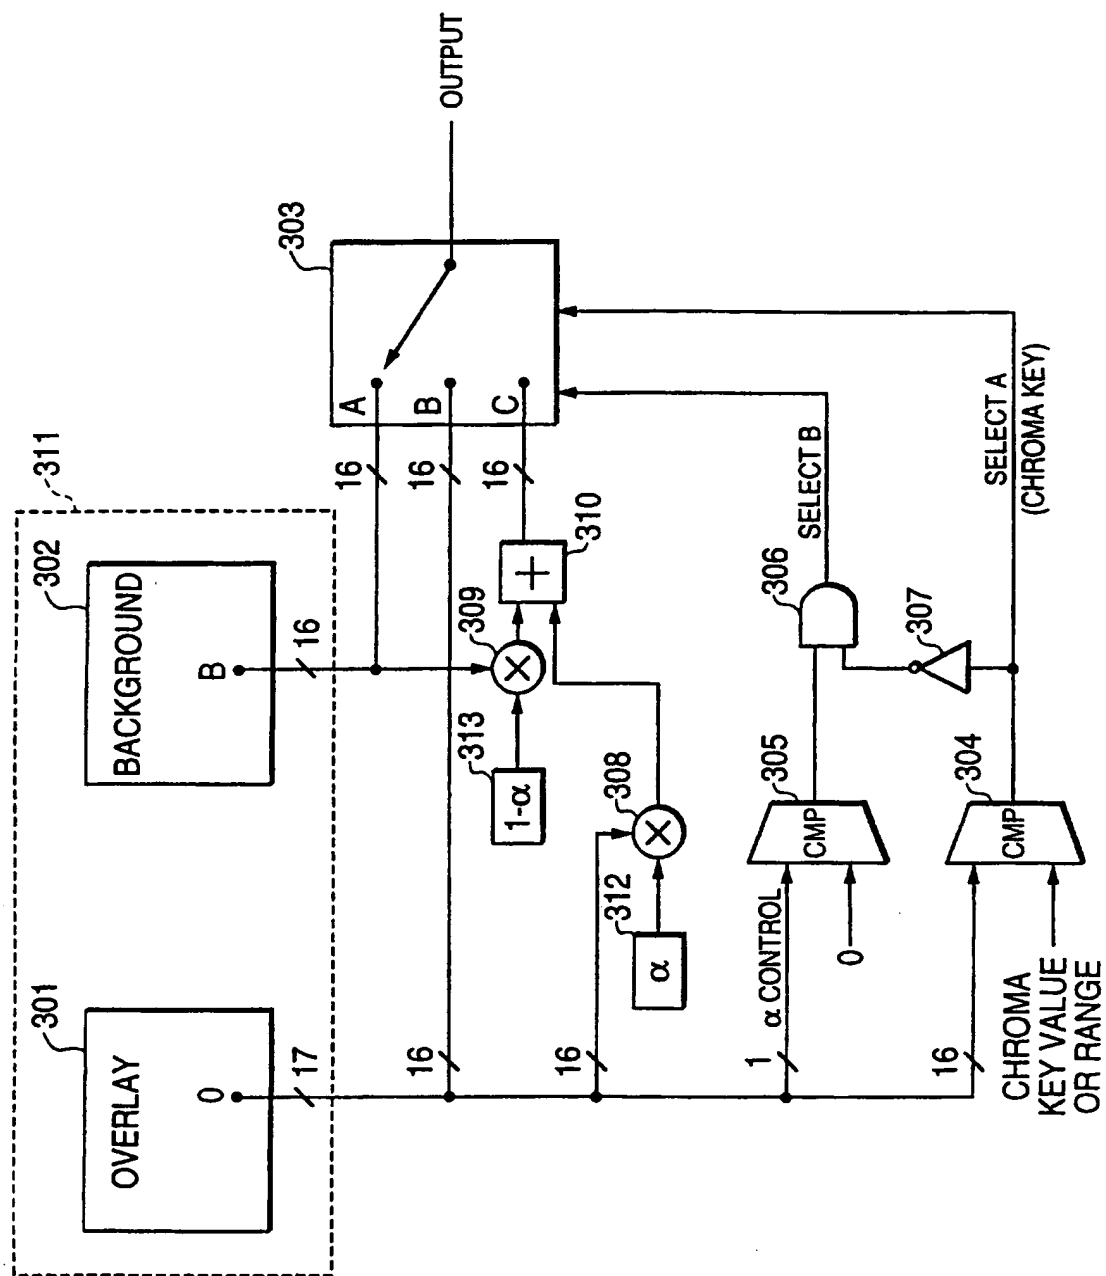 311
301
OVERLAY
0
17
302
BACKGROUND
B
16
303
A
B
C
OUTPUT
16
16
16
16
313
1-α
309
×
310
+
16
312
α
308
×
1
α CONTROL
0
305
CMP
306
SELECT B
307
16
CHROMA
KEY VALUE
OR RANGE
304
CMP
SELECT A
(CHROMA KEY)